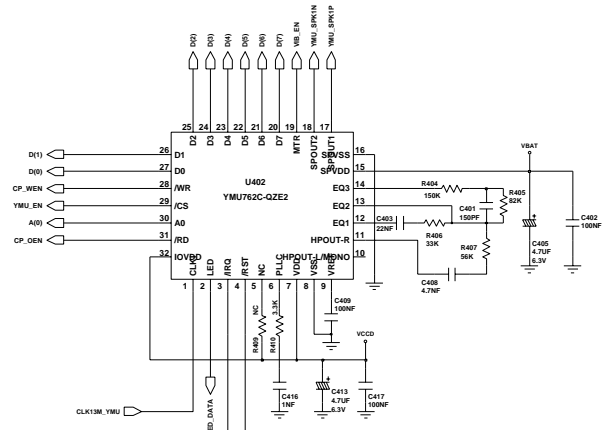 D(2) D(3) D(4) D(5) D(6) D(7) VIB_EN YMU_SPK1N YMU_SPK1P
25 24 23 22 21 20 19 18 17
D2 D3 D4 D5 D6 D7 MTR SPOUT2 SPOUT1
D(1) 26 D1
D(0) 27 D0
CP_WEN 28 /WR
YMU_EN 29 /CS
A(0) 30 A0
CP_OEN 31 /RD
32 IOVDD
U402
YMU762C-QZE2
SPVSS 16
SPVDD 15
EQ3 14
EQ2 13
EQ1 12
HPOUT-R 11
HPOUT-L/MONO 10
CLK LED /IRQ /RST NC PLLC VDD VSS VREF
1 2 3 4 5 6 7 8 9
R404
150K
C401
150PF
R405
82K
C403
22NF
R406
33K
R407
56K
C408
4.7NF
VBAT
C405
4.7UF
6.3V
C402
100NF
C409
100NF
NC
R409
3.3K
R410
VCCD
C416
1NF
C413
4.7UF
6.3V
C417
100NF
CLK13M_YMU
ED_DATA